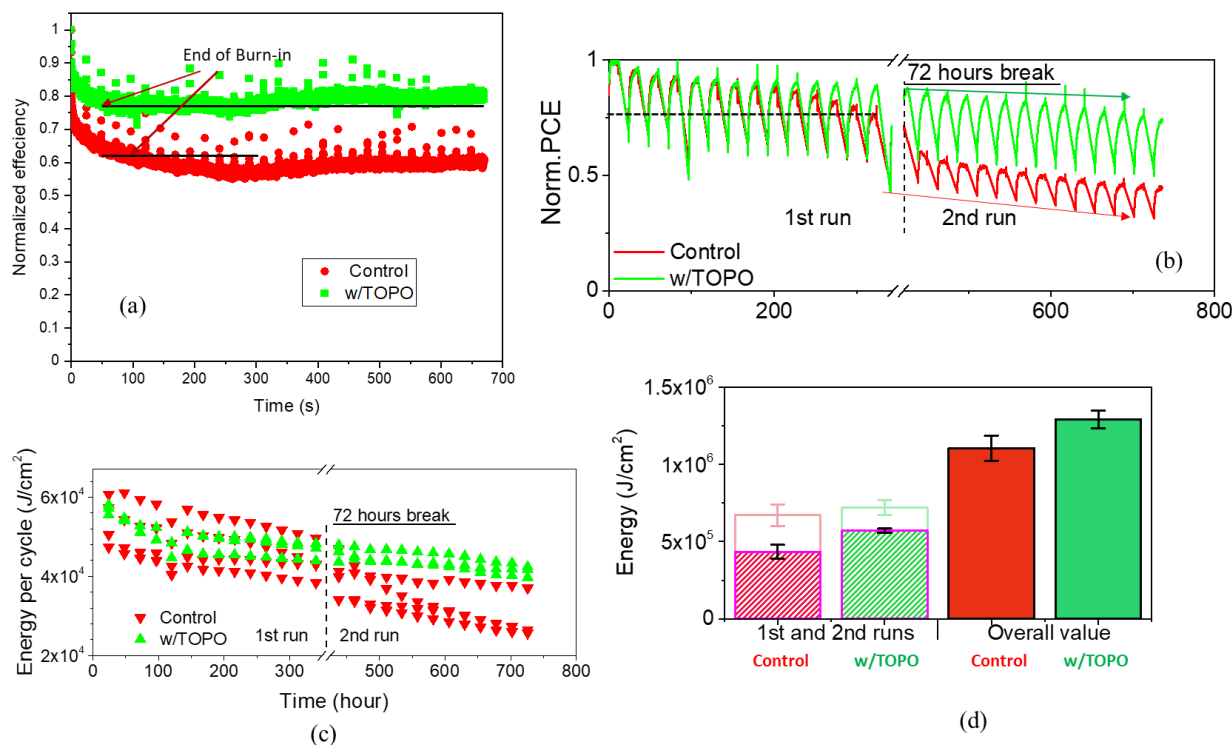 1
0.9
0.8
0.7
0.6
0.5
0.4
0.3
0.2
0.1
0
Normalized effeciency
End of Burn-in
Control
w/TOPO
(a)
0 100 200 300 400 500 600 700
Time (s)
1
0.5
0
Norm.PCE
72 hours break
1st run
2nd run
Control
w/TOPO
(b)
0 200 400 600 800
6x10⁴
4x10⁴
2x10⁴
Energy per cycle (J/cm²)
72 hours break
Control
w/TOPO
1st run
2nd run
0 100 200 300 400 500 600 700 800
Time (hour)
(c)
1.5x10⁶
1x10⁶
5x10⁵
0
Energy (J/cm²)
1st and 2nd runs
Overall value
Control w/TOPO Control w/TOPO
(d)